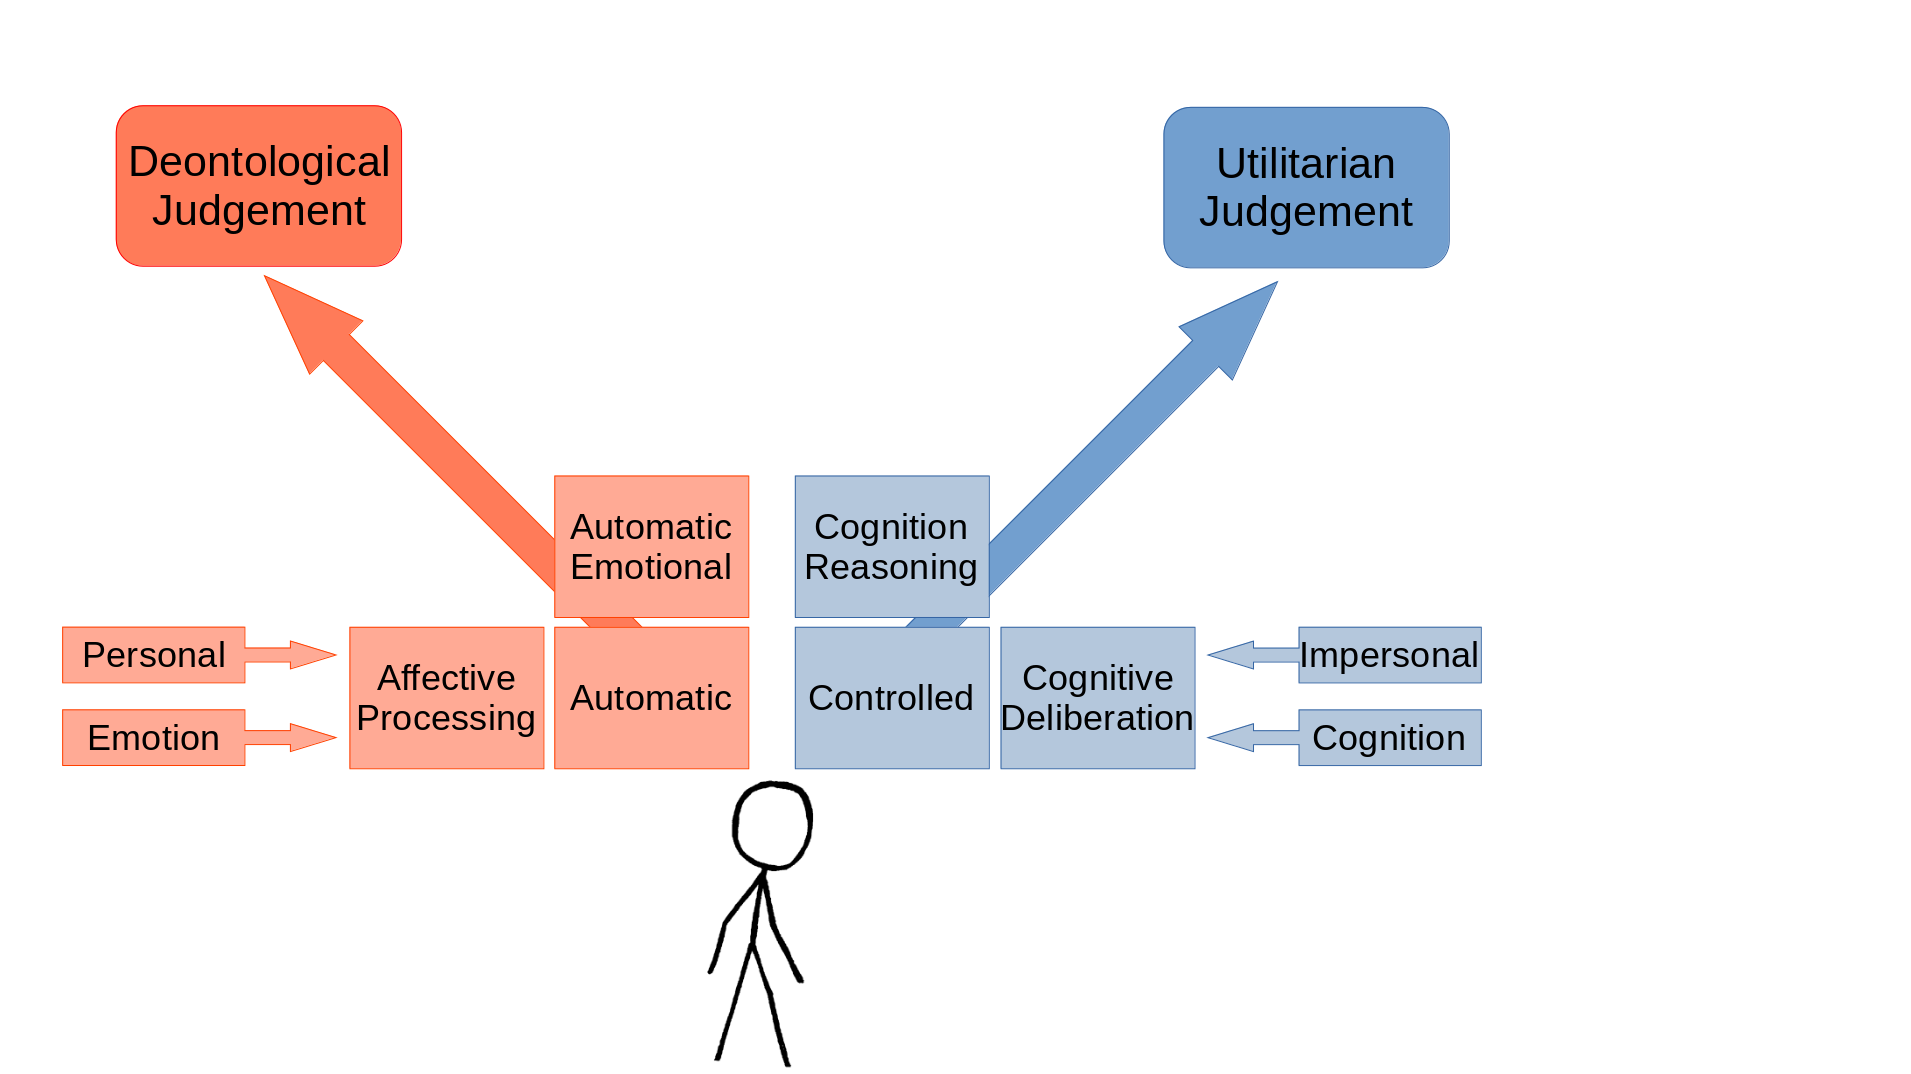 Deontological
Judgement
Utilitarian
Judgement
Automatic
Emotional
Cognition
Reasoning
Personal
Emotion
Affective
Processing
Automatic
Controlled
Cognitive
Deliberation
Impersonal
Cognition